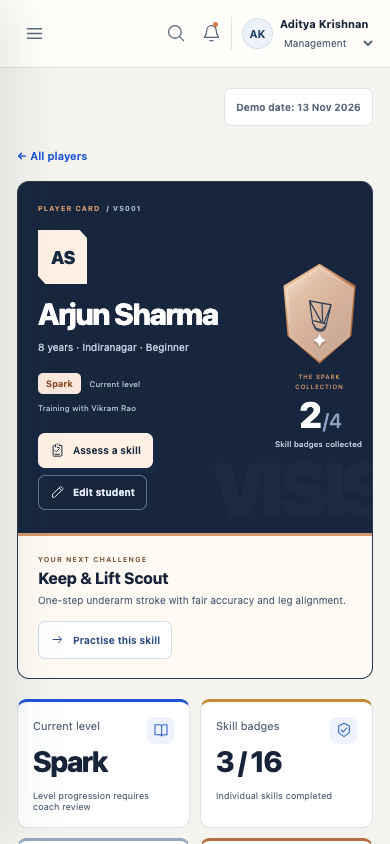 AK
Aditya Krishnan
Management
Demo date: 13 Nov 2026
← All players
PLAYER CARD / VS001
AS
Arjun Sharma
8 years · Indiranagar · Beginner
Spark Current level
Training with Vikram Rao
THE SPARK
COLLECTION
2/4
Skill badges collected
Assess a skill
Edit student
VISIS
YOUR NEXT CHALLENGE
Keep & Lift Scout
One-step underarm stroke with fair accuracy and leg alignment.
→ Practise this skill
Current level
Spark
Level progression requires
coach review
Skill badges
3/16
Individual skills completed